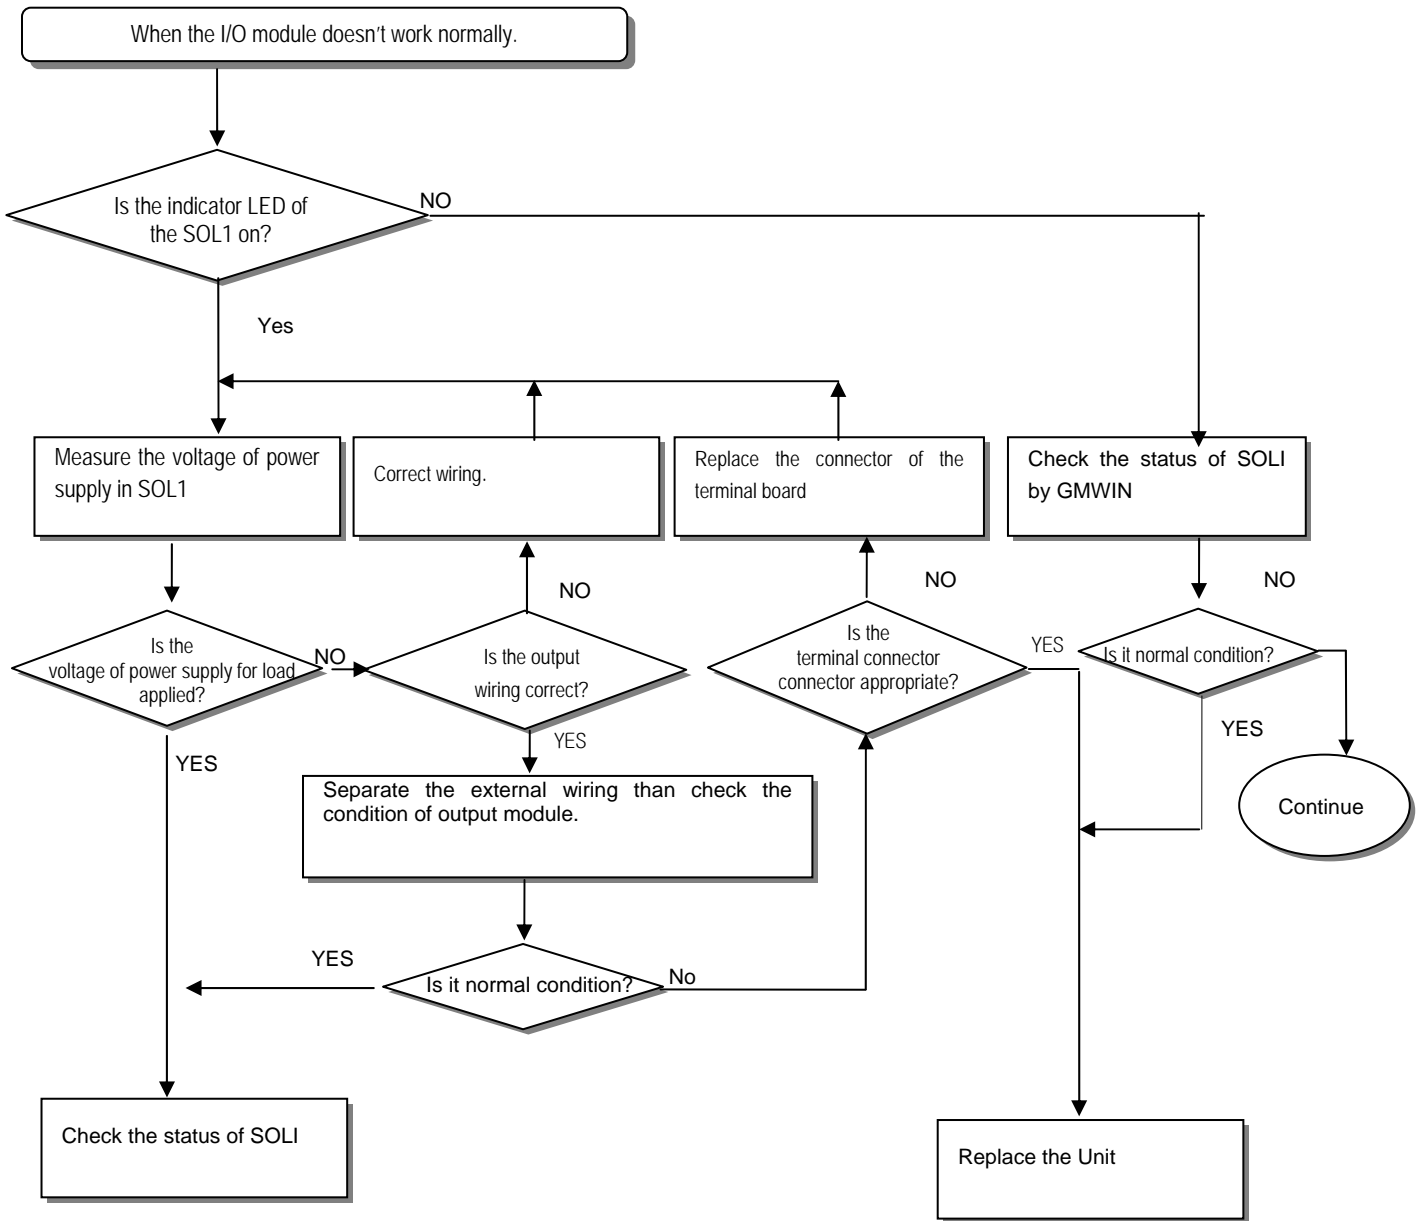 When the I/O module doesn't work normally.
Is the indicator LED of
the SOL1 on?
NO
Yes
Measure the voltage of power
supply in SOL1
Correct wiring.
Replace the connector of the
terminal board
Check the status of SOLI
by GMWIN
NO
NO
NO
Is the
voltage of power supply for load
applied?
NO
Is the output
wiring correct?
Is the
terminal connector
connector appropriate?
YES
Is it normal condition?
YES
YES
YES
Separate the external wiring than check the
condition of output module.
Continue
YES
Is it normal condition?
No
Check the status of SOLI
Replace the Unit